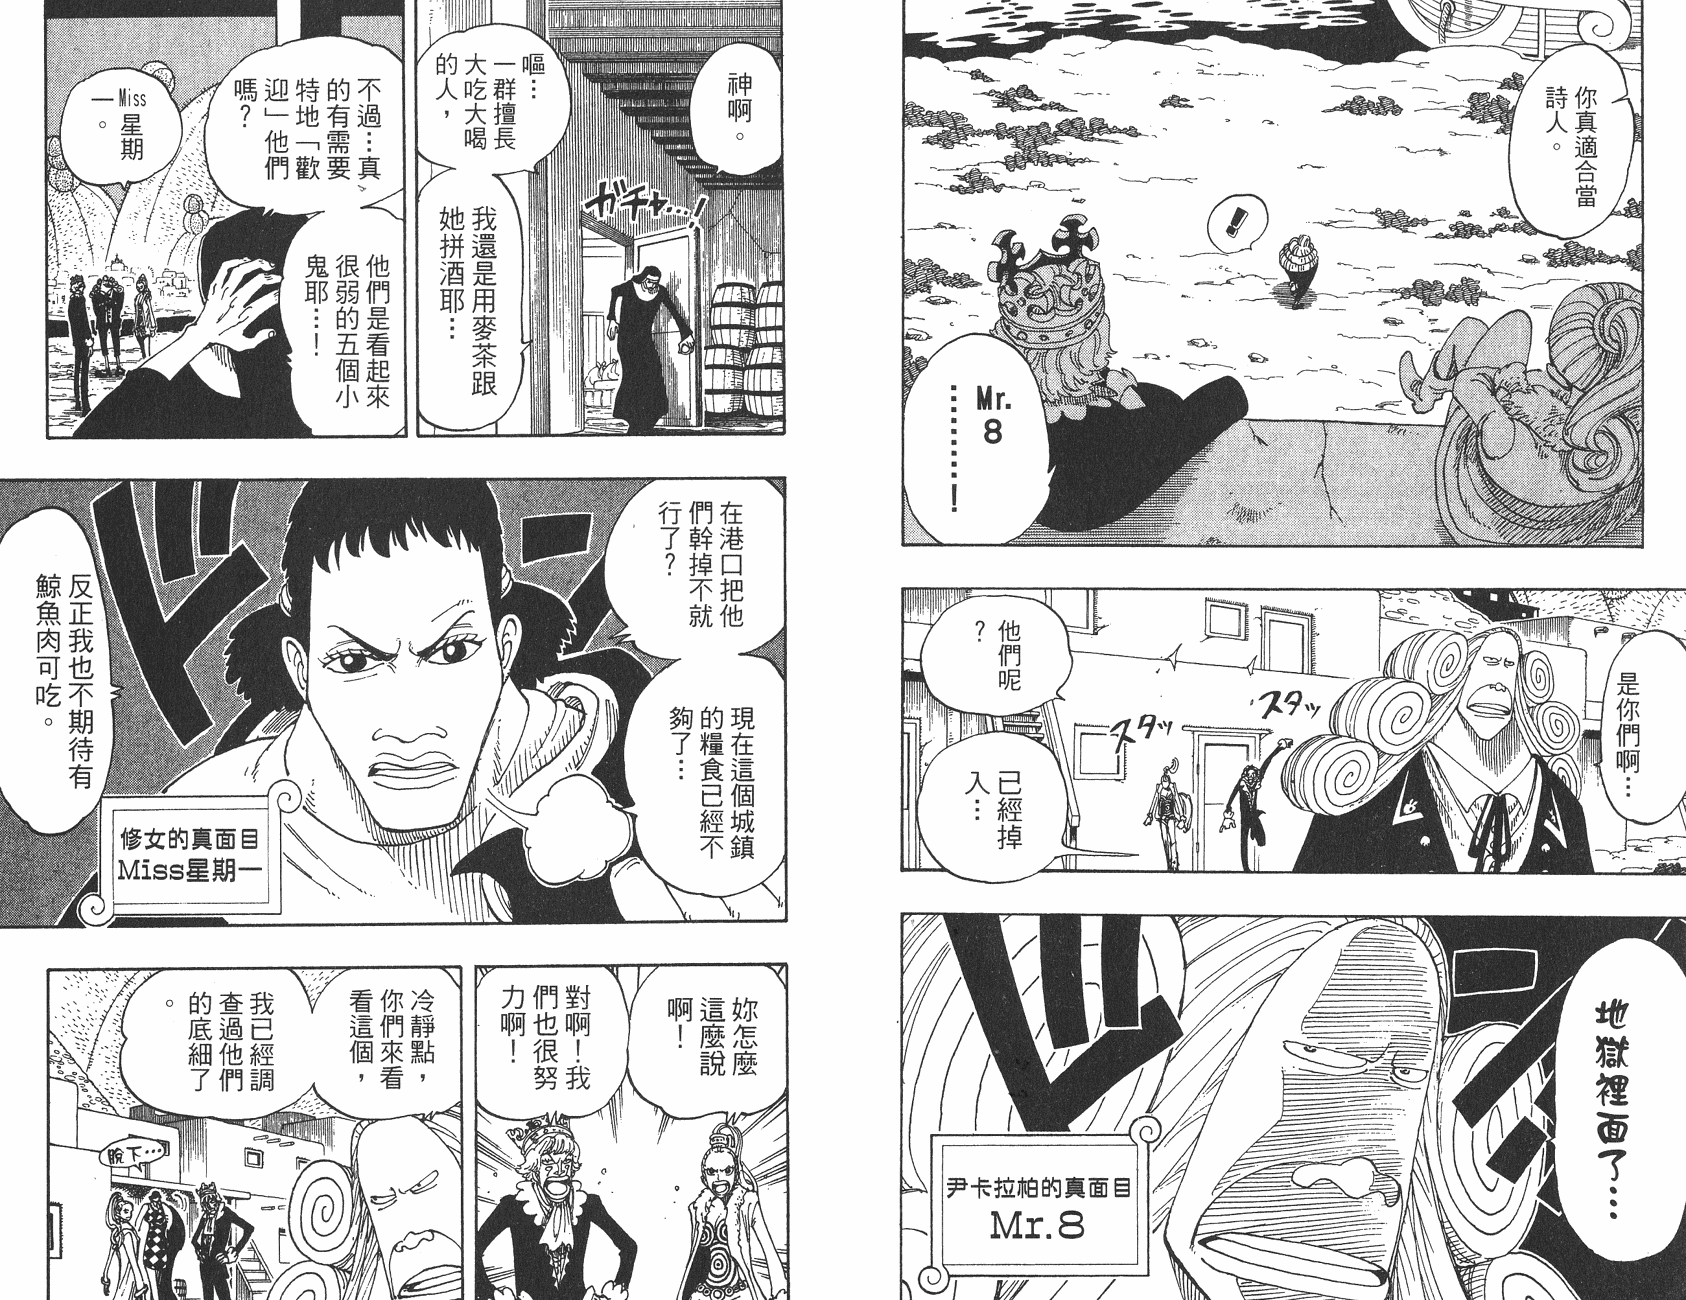 你真適合當
詩人。
！
Mr.
8
………！
是你們啊…
スタッ
スタッ
他們呢
？
已經掉
入…
地獄裡面了…
尹卡拉柏的真面目
Mr.8
神啊。
嘔…
一群擅長
大吃大喝
的人，
ガチャ…！
我還是用麥茶跟
她拼酒耶…
不過…真
的有需要
特地「歡
迎」他們
嗎？
他們是看起來
很弱的五個小
鬼耶…！
Miss星期
一。
在港口把他
們幹掉不就
行了？
現在這個城鎮
的糧食已經不
夠了…
反正我也不期待有
鯨魚肉可吃。
ドドーン
修女的真面目
Miss星期一
妳怎麼
這麼說
啊！
對啊！我
們也很努
力啊！
冷靜點，
你們來看
看這個，
我已經調
查過他們
的底細了
。
脫下…